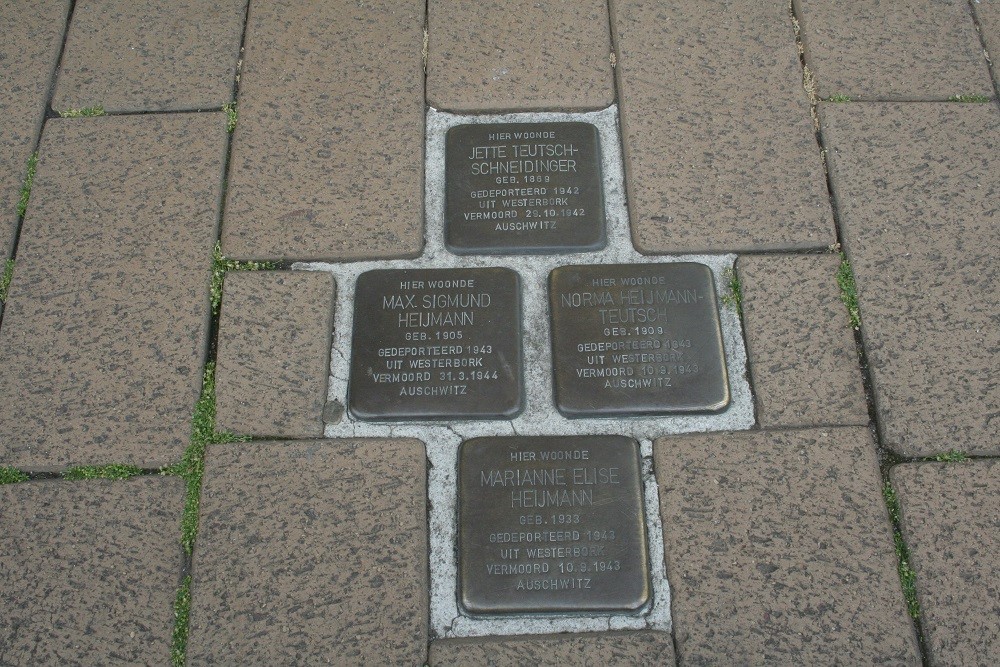 HIER WOONDE
JETTE TEUTSCH-
SCHNEIDINGER
GEB. 1869
GEDEPORTEERD 1942
UIT WESTERBORK
VERMOORD 29.10.1942
AUSCHWITZ
HIER WOONDE
MAX SIGMUND
HEIJMANN
GEB. 1905
GEDEPORTEERD 1943
UIT WESTERBORK
VERMOORD 31.3.1944
AUSCHWITZ
HIER WOONDE
NORMA HEIJMANN-
TEUTSCH
GEB. 1909
GEDEPORTEERD 1943
UIT WESTERBORK
VERMOORD 10.9.1943
AUSCHWITZ
HIER WOONDE
MARIANNE ELISE
HEIJMANN
GEB. 1933
GEDEPORTEERD 1943
UIT WESTERBORK
VERMOORD 10.9.1943
AUSCHWITZ